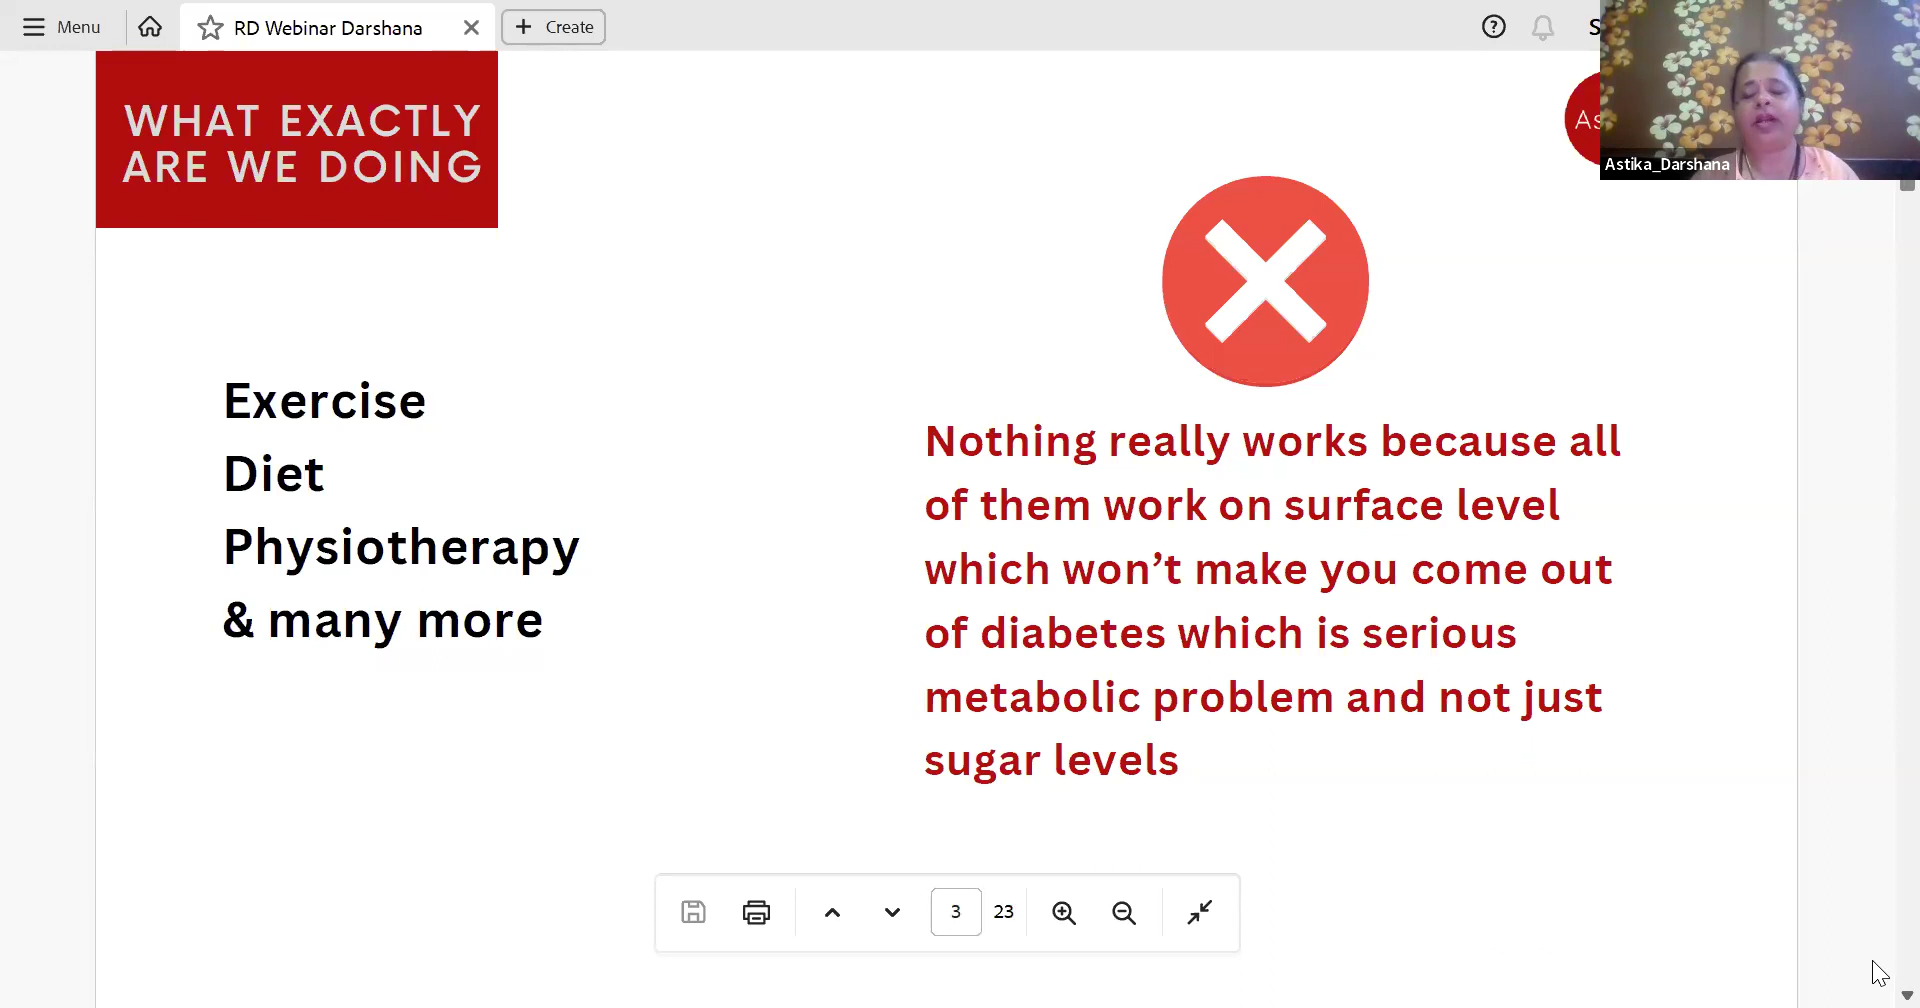 Menu
RD Webinar Darshana
Create
WHAT EXACTLY
ARE WE DOING
Astika_Darshana
Exercise
Diet
Physiotherapy
& many more
Nothing really works because all
of them work on surface level
which won’t make you come out
of diabetes which is serious
metabolic problem and not just
sugar levels
3
23